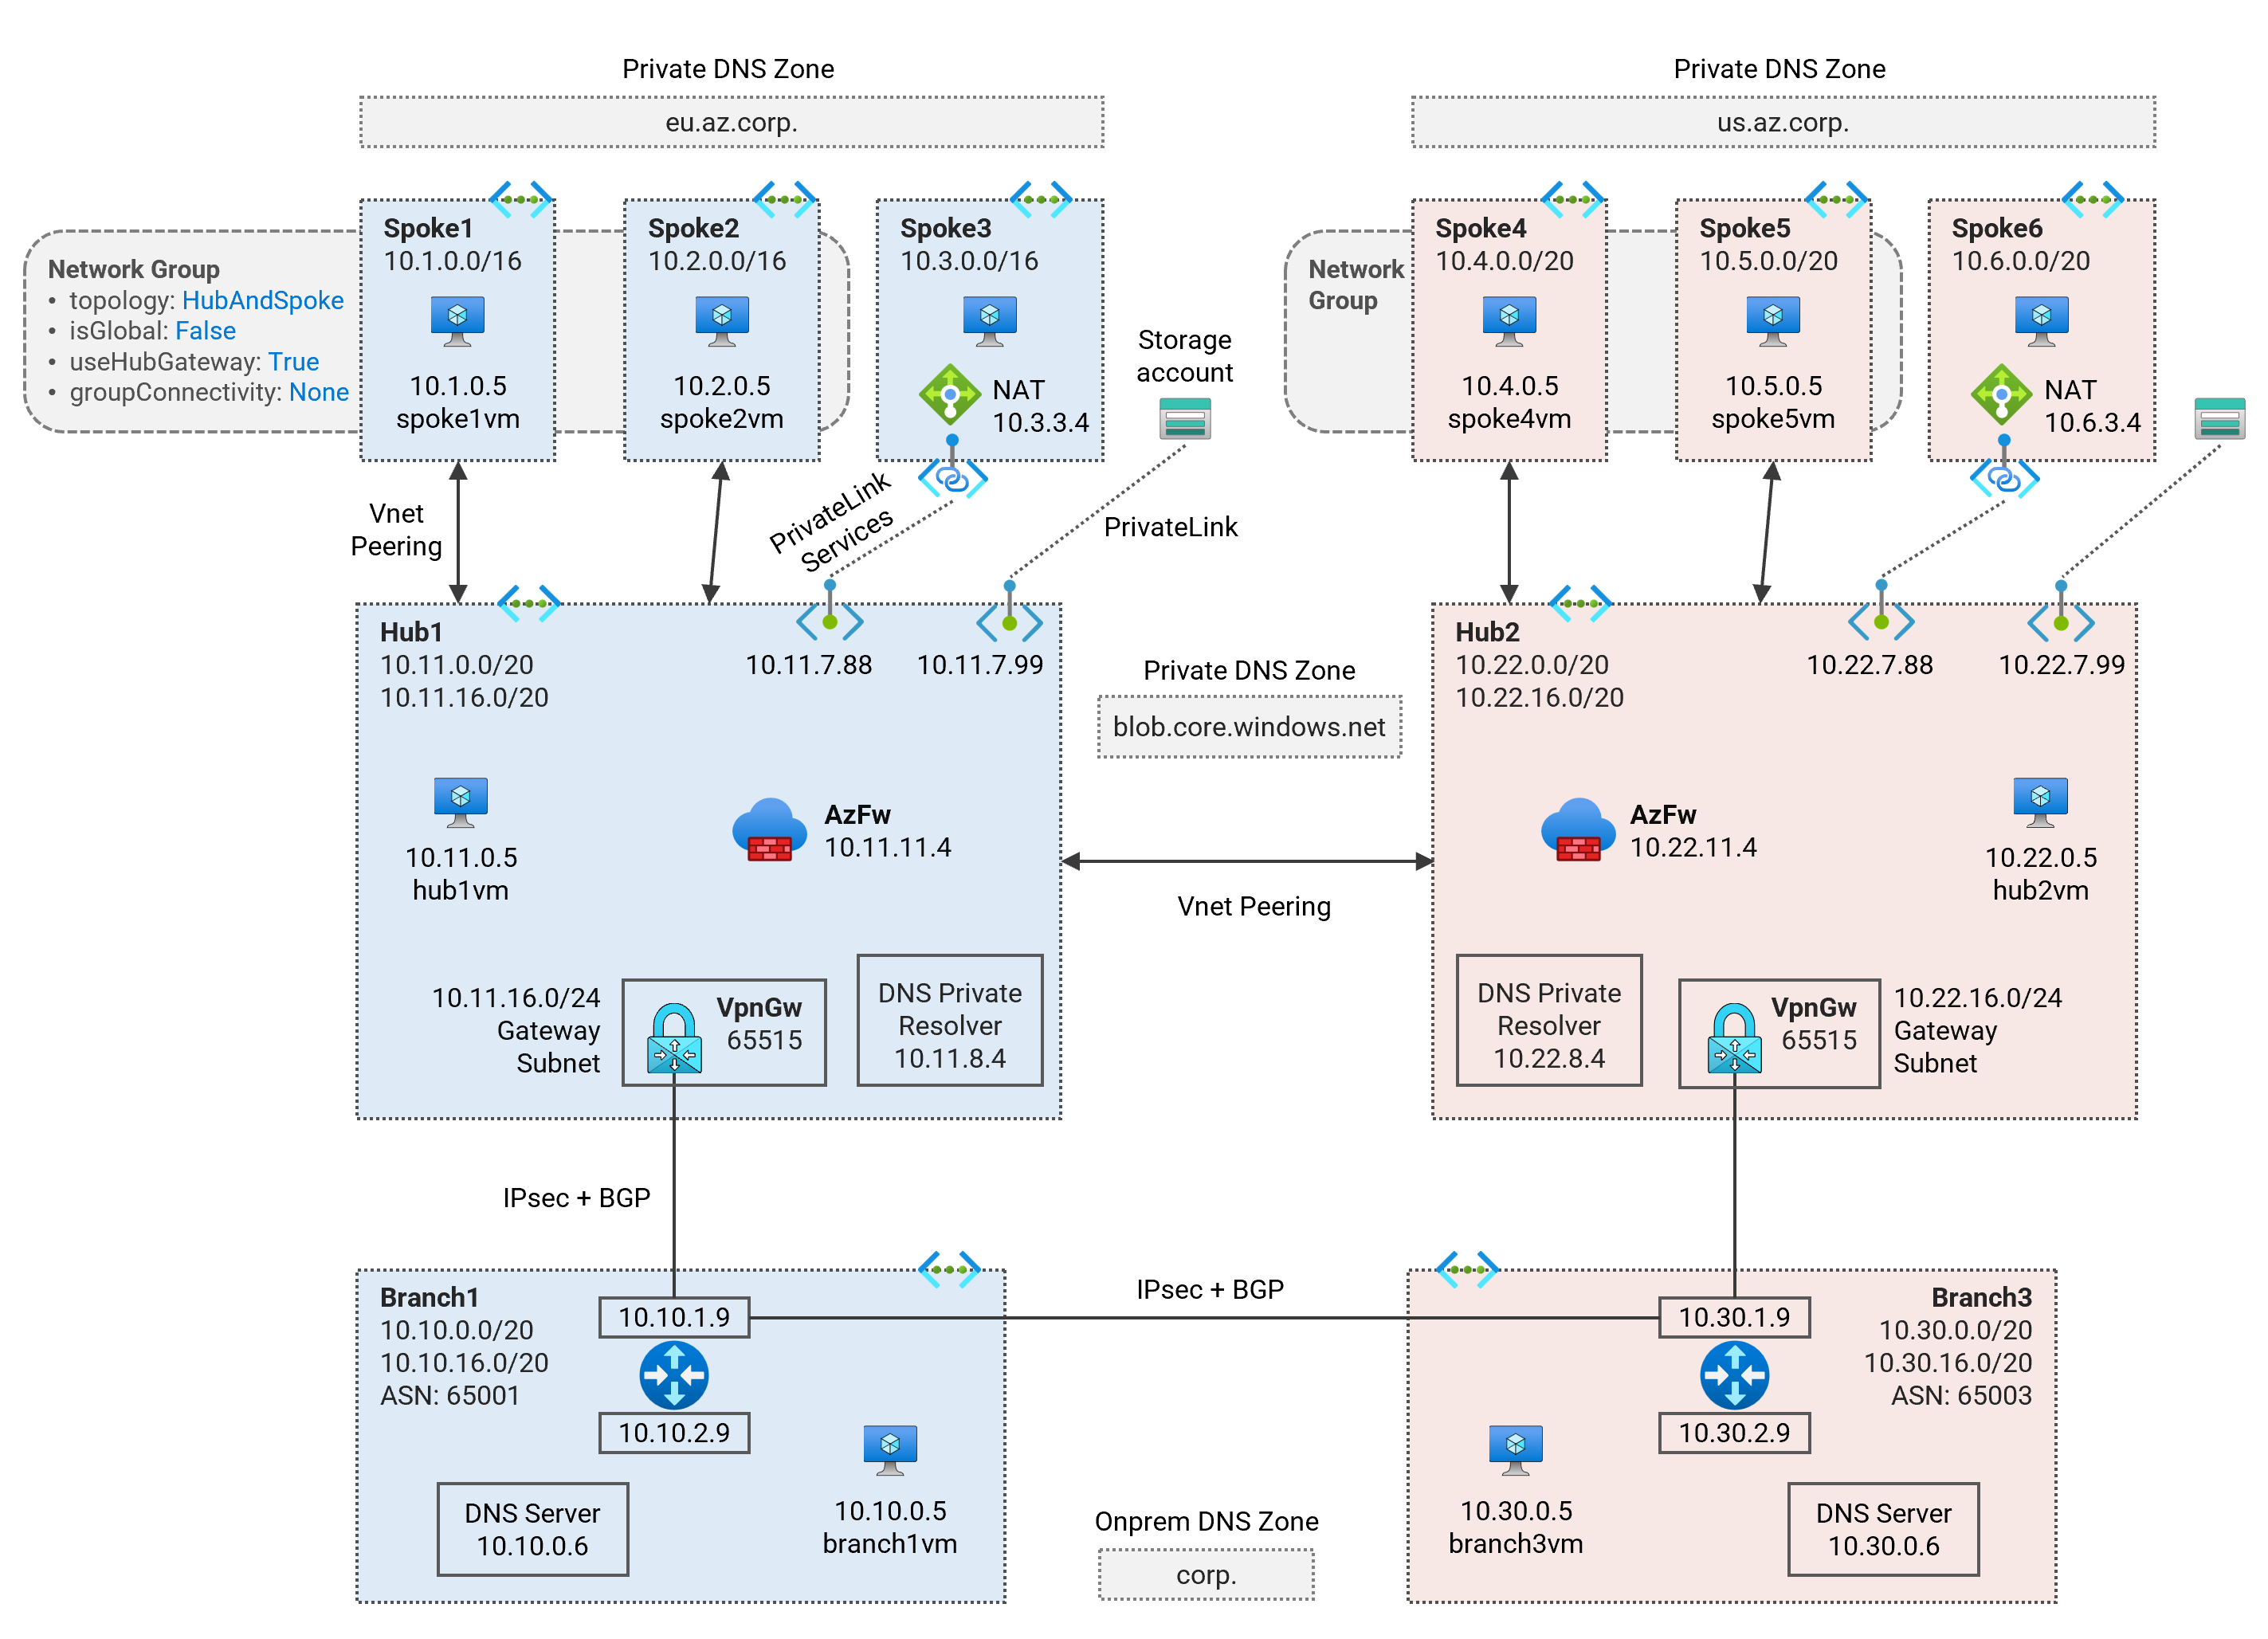 Private DNS Zone
eu.az.corp.
Private DNS Zone
us.az.corp.
Network Group
• topology: HubAndSpoke
• isGlobal: False
• useHubGateway: True
• groupConnectivity: None
Spoke1
10.1.0.0/16
10.1.0.5
spoke1vm
Spoke2
10.2.0.0/16
10.2.0.5
spoke2vm
Spoke3
10.3.0.0/16
NAT
10.3.3.4
Storage
account
Network
Group
Spoke4
10.4.0.0/20
10.4.0.5
spoke4vm
Spoke5
10.5.0.0/20
10.5.0.5
spoke5vm
Spoke6
10.6.0.0/20
NAT
10.6.3.4
Vnet
Peering
PrivateLink
Services
PrivateLink
Hub1
10.11.0.0/20
10.11.16.0/20
10.11.7.88
10.11.7.99
10.11.0.5
hub1vm
AzFw
10.11.11.4
10.11.16.0/24
Gateway
Subnet
VpnGw
65515
DNS Private
Resolver
10.11.8.4
Private DNS Zone
blob.core.windows.net
Vnet Peering
Hub2
10.22.0.0/20
10.22.16.0/20
10.22.7.88
10.22.7.99
AzFw
10.22.11.4
10.22.0.5
hub2vm
DNS Private
Resolver
10.22.8.4
VpnGw
65515
10.22.16.0/24
Gateway
Subnet
IPsec + BGP
IPsec + BGP
Branch1
10.10.0.0/20
10.10.16.0/20
ASN: 65001
10.10.1.9
10.10.2.9
DNS Server
10.10.0.6
10.10.0.5
branch1vm
Onprem DNS Zone
corp.
10.30.1.9
10.30.2.9
Branch3
10.30.0.0/20
10.30.16.0/20
ASN: 65003
10.30.0.5
branch3vm
DNS Server
10.30.0.6